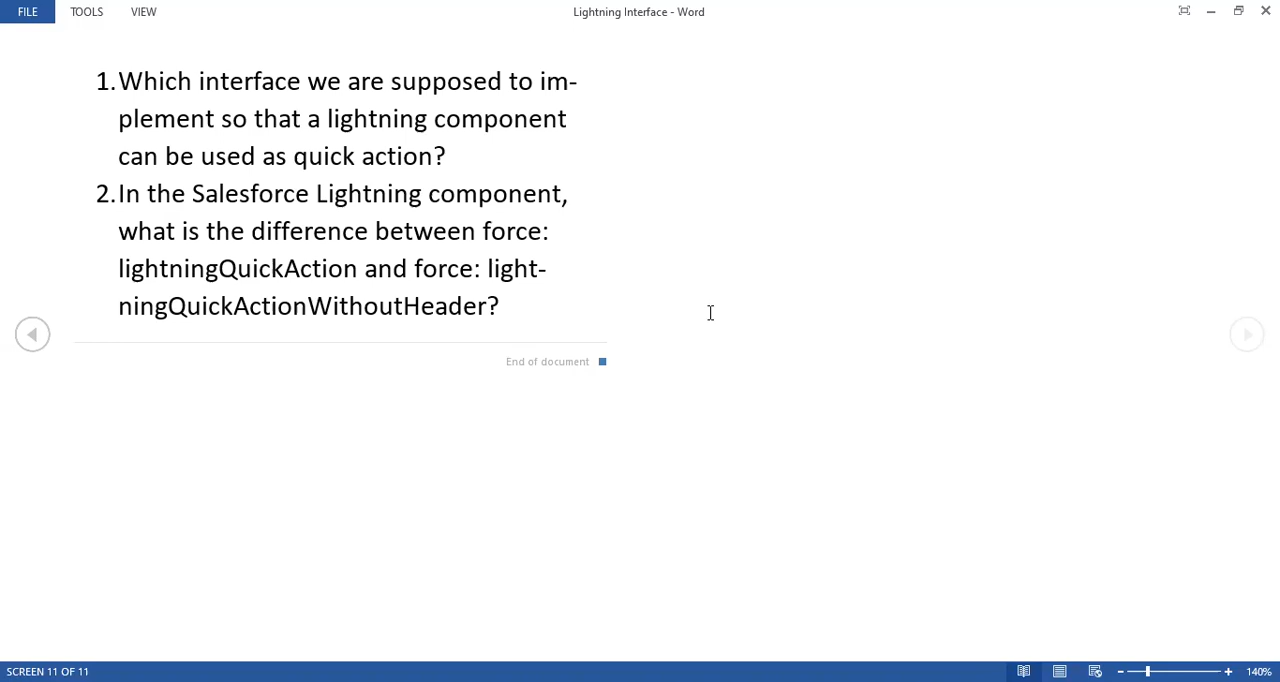 FILE TOOLS VIEW Lightning Interface - Word
1. Which interface we are supposed to im-
plement so that a lightning component
can be used as quick action?
2. In the Salesforce Lightning component,
what is the difference between force:
lightningQuickAction and force: light-
ningQuickActionWithoutHeader?
End of document
SCREEN 11 OF 11 140%